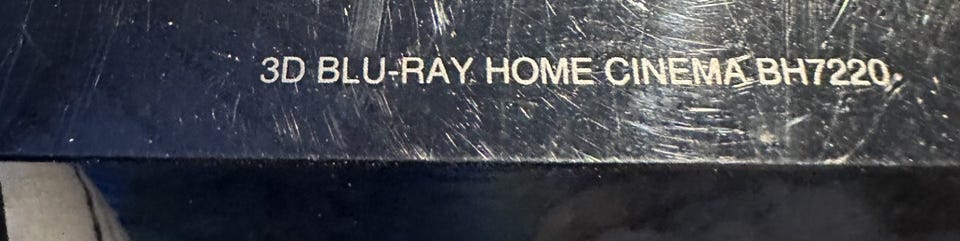 3D BLU-RAY HOME CINEMA BH7220